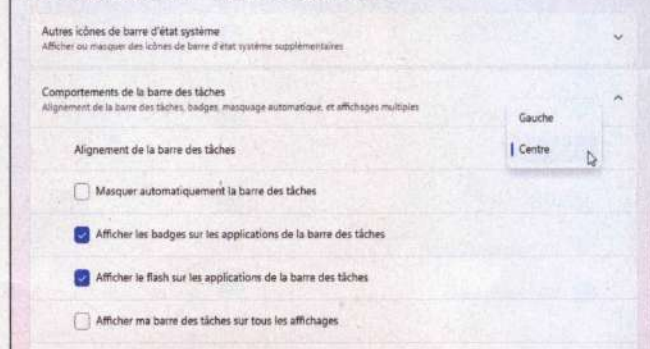 Autres icônes de barre d'état système
Afficher ou masquer des icônes de barre d'état système supplémentaires
Comportements de la barre des tâches
Alignement de la barre des tâches, badges, masquage automatique, et affichages multiples
Gauche
Alignement de la barre des tâches
Centre
Masquer automatiquement la barre des tâches
Afficher les badges sur les applications de la barre des tâches
Afficher le flash sur les applications de la barre des tâches
Afficher ma barre des tâches sur tous les affichages